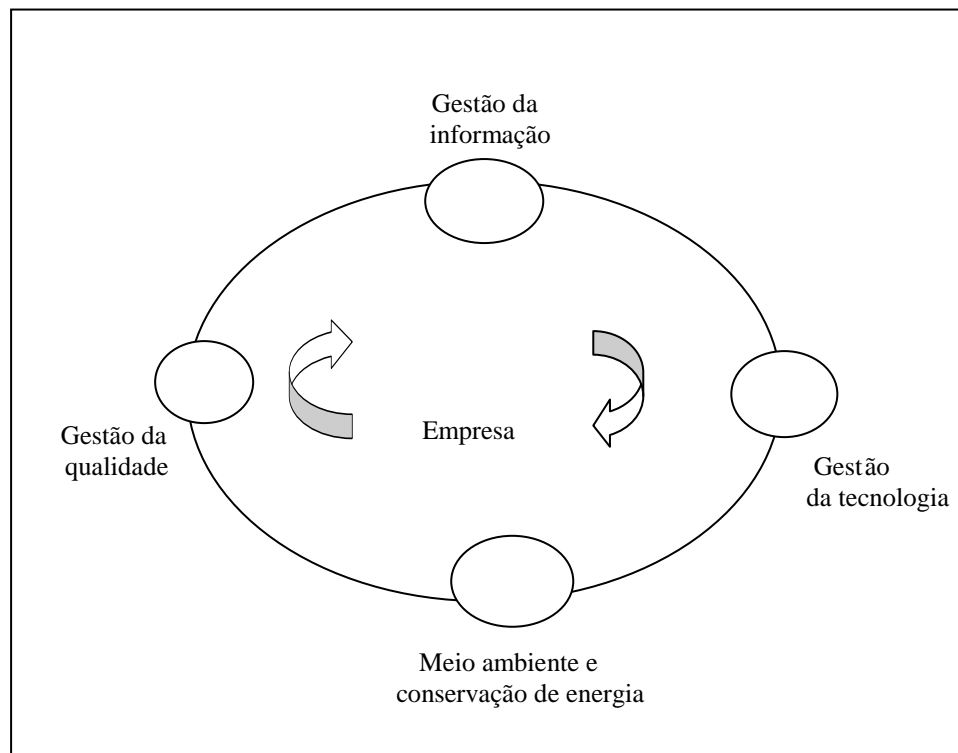 Gestão da
informação
Gestão da
qualidade
Empresa
Gestão
da tecnologia
Meio ambiente e
conservação de energia